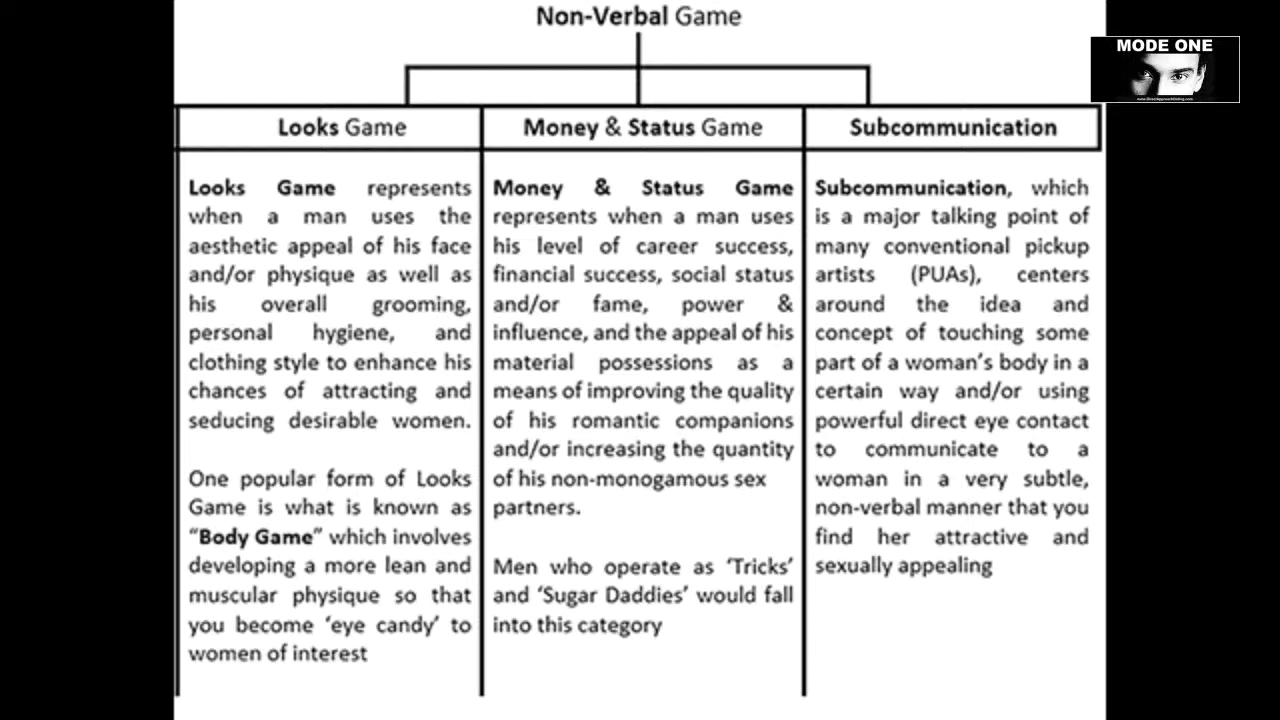 Non-Verbal Game
MODE ONE
www.DirectApproachDating.com
Looks Game
Money & Status Game
Subcommunication
Looks Game represents
when a man uses the
aesthetic appeal of his face
and/or physique as well as
his overall grooming,
personal hygiene, and
clothing style to enhance his
chances of attracting and
seducing desirable women.
One popular form of Looks
Game is what is known as
“Body Game” which involves
developing a more lean and
muscular physique so that
you become ‘eye candy’ to
women of interest
Money & Status Game
represents when a man uses
his level of career success,
financial success, social status
and/or fame, power &
influence, and the appeal of his
material possessions as a
means of improving the quality
of his romantic companions
and/or increasing the quantity
of his non-monogamous sex
partners.
Men who operate as ‘Tricks’
and ‘Sugar Daddies’ would fall
into this category
Subcommunication, which
is a major talking point of
many conventional pickup
artists (PUAs), centers
around the idea and
concept of touching some
part of a woman’s body in a
certain way and/or using
powerful direct eye contact
to communicate to a
woman in a very subtle,
non-verbal manner that you
find her attractive and
sexually appealing